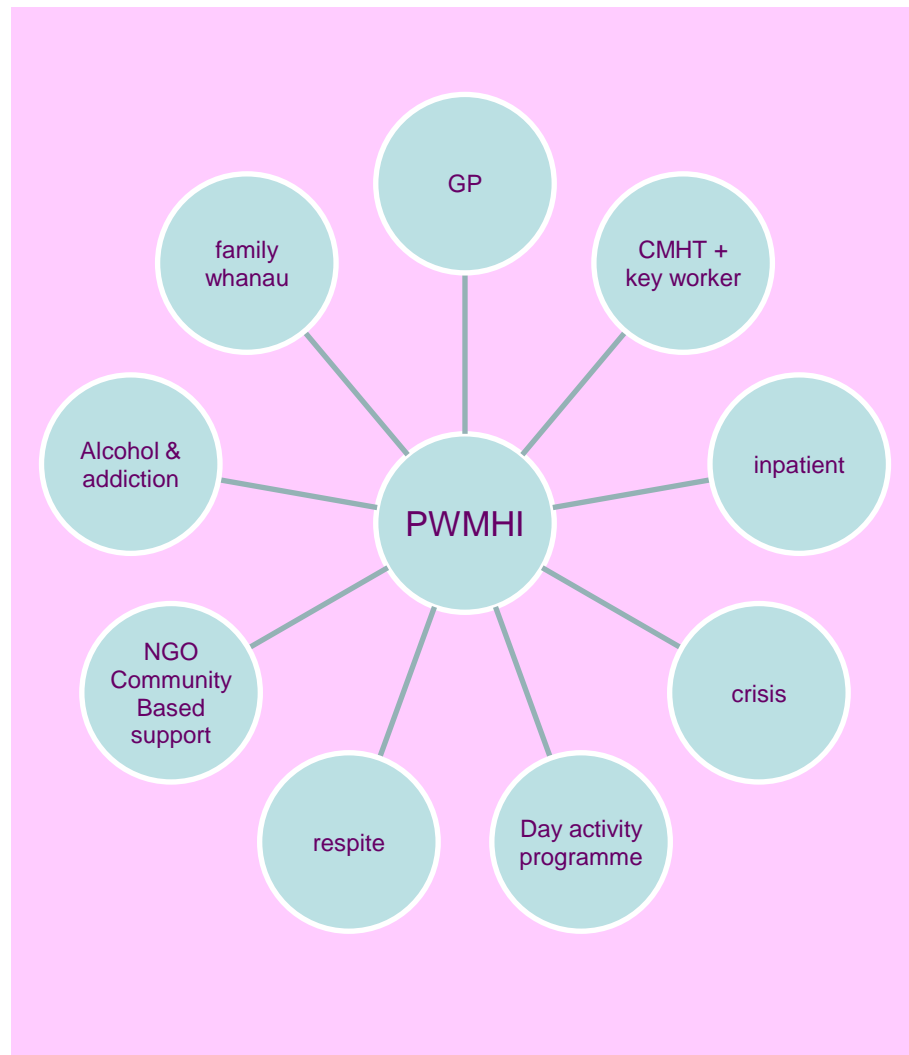 GP
CMHT +
key worker
inpatient
crisis
Day activity
programme
respite
NGO
Community
Based
support
Alcohol &
addiction
family
whanau
PWMHI